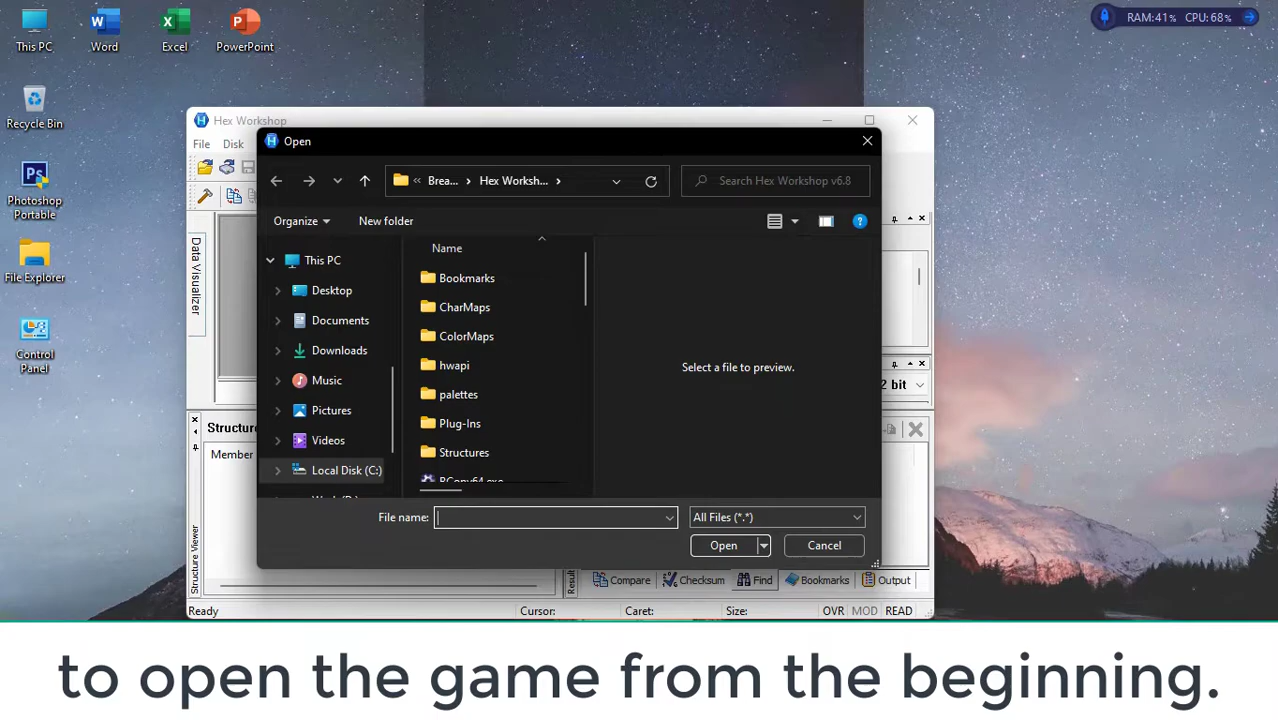 This PC
Word
Excel
PowerPoint
RAM:41% CPU:68%
Recycle Bin
Photoshop
Portable
File Explorer
Control
Panel
Hex Workshop
File Disk
Open
« Brea... › Hex Worksh... ›
Search Hex Workshop v6.8
Organize
New folder
Data Visualizer
This PC
Desktop
Documents
Downloads
Music
Pictures
Videos
Local Disk (C:)
Name
Bookmarks
CharMaps
ColorMaps
hwapi
palettes
Plug-Ins
Structures
BCopy64.exe
Select a file to preview.
2 bit
Structure
Member
Structure Viewer
File name:
All Files (*.*)
Open
Cancel
Compare Checksum Find Bookmarks Output
Ready
Cursor: Caret: Size: OVR MOD READ
to open the game from the beginning.